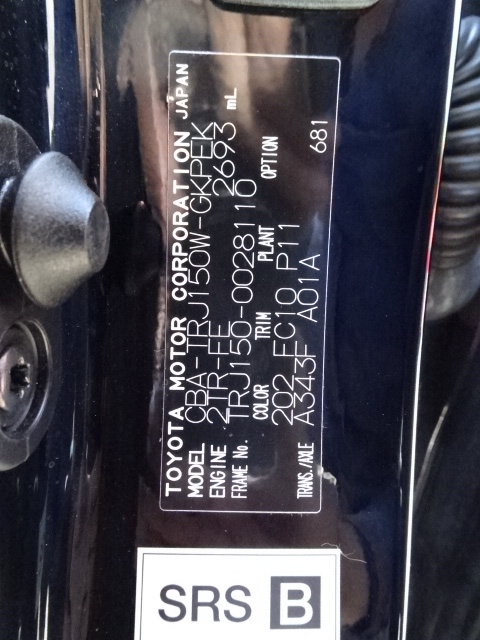 TOYOTA MOTOR CORPORATION JAPAN
MODEL CBA-TRJ150W-GKPEK
ENGINE 2TR-FE 2693 mL
FRAME No. TRJ150-0028110
COLOR TRIM PLANT OPTION
202 FC10 P11
TRANS./AXLE A343F A01A 681
SRS B